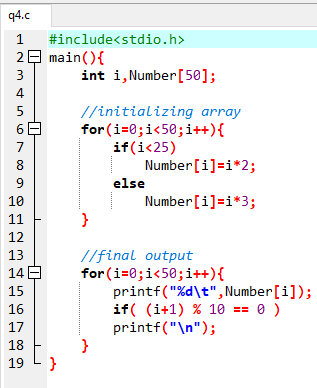 q4.c
1 #include<stdio.h>
2 main(){
3 int i,Number[50];
4
5 //initializing array
6 for(i=0;i<50;i++){
7 if(i<25)
8 Number[i]=i*2;
9 else
10 Number[i]=i*3;
11 }
12
13 //final output
14 for(i=0;i<50;i++){
15 printf("%d\t",Number[i]);
16 if( (i+1) % 10 == 0 )
17 printf("\n");
18 }
19 }